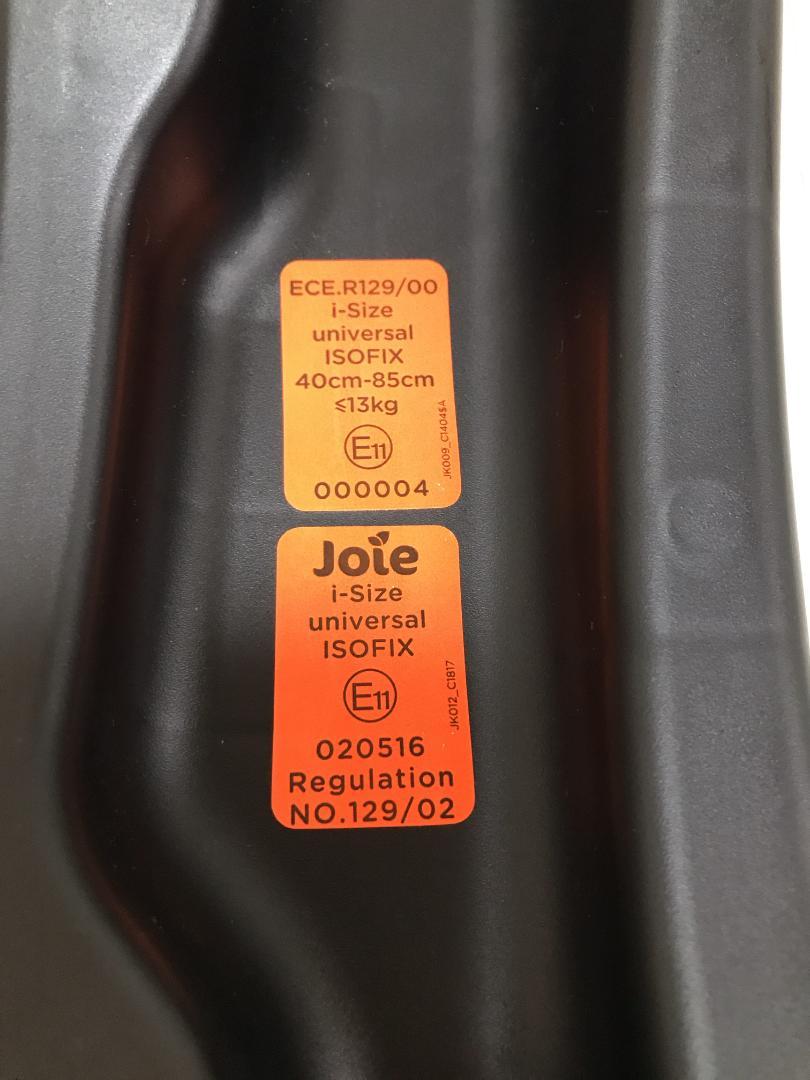 ECE.R129/00
i-Size
universal
ISOFIX
40cm-85cm
≤13kg
E11
000004
JK009_C1404$A
Joie
i-Size
universal
ISOFIX
E11
020516
Regulation
NO.129/02
JK012_C1817